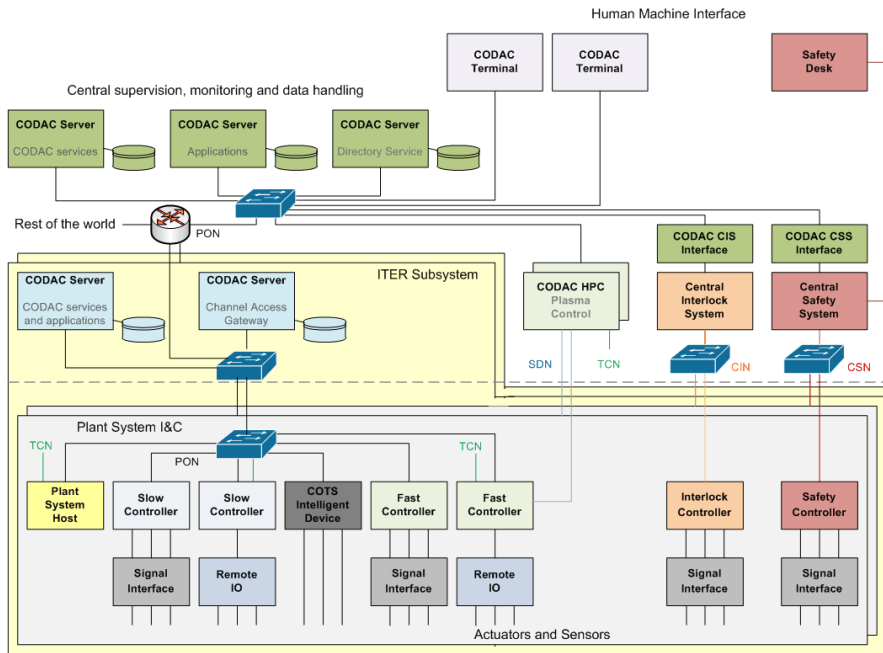 Human Machine Interface
CODAC
Terminal
CODAC
Terminal
Safety
Desk
Central supervision, monitoring and data handling
CODAC Server
CODAC services
CODAC Server
Applications
CODAC Server
Directory Service
Rest of the world
PON
CODAC CIS
Interface
CODAC CSS
Interface
ITER Subsystem
CODAC Server
CODAC services
and applications
CODAC Server
Channel Access
Gateway
CODAC HPC
Plasma
Control
Central
Interlock
System
Central
Safety
System
SDN
TCN
CIN
CSN
Plant System I&C
TCN
PON
TCN
Plant
System
Host
Slow
Controller
Slow
Controller
COTS
Intelligent
Device
Fast
Controller
Fast
Controller
Interlock
Controller
Safety
Controller
Signal
Interface
Remote
IO
Signal
Interface
Remote
IO
Signal
Interface
Signal
Interface
Actuators and Sensors